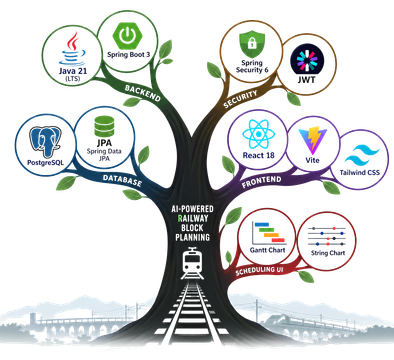 Java 21
(LTS)
Spring Boot 3
BACKEND
Spring
Security 6
JWT
SECURITY
PostgreSQL
JPA
Spring Data
JPA
DATABASE
React 18
Vite
Tailwind CSS
FRONTEND
AI-POWERED
RAILWAY
BLOCK
PLANNING
Gantt Chart
String Chart
SCHEDULING UI